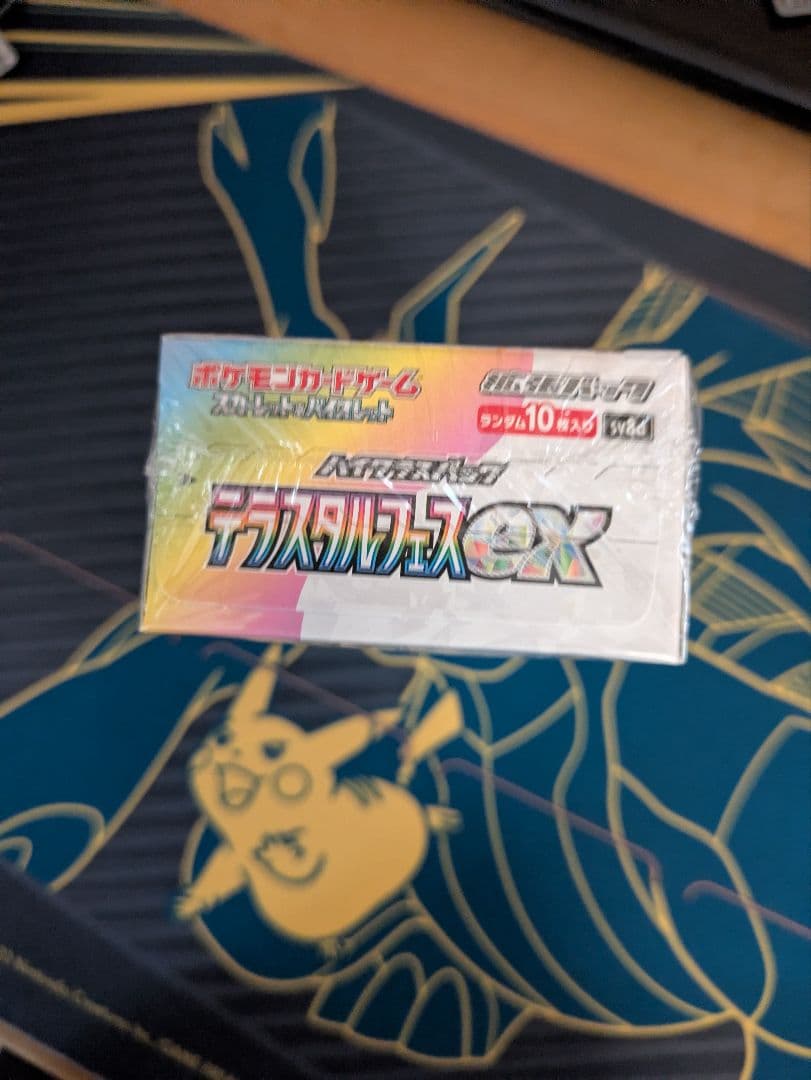 ポケモンカードゲーム
スカーレット&バイオレット
拡張パック
ランダム10枚入り
sv8a
ハイクラスパック
テラスタルフェスex